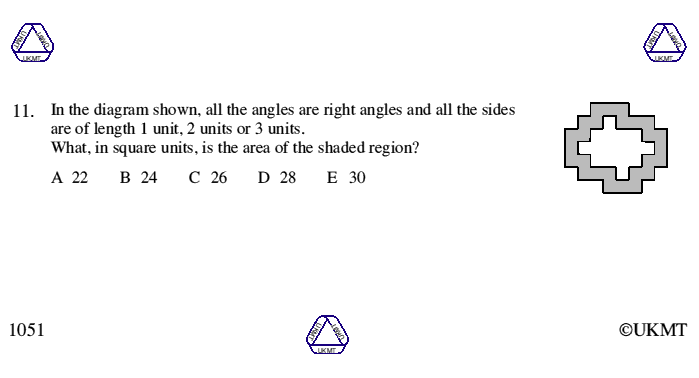 UKMT UKMT UKMT
UKMT UKMT UKMT
11. In the diagram shown, all the angles are right angles and all the sides
are of length 1 unit, 2 units or 3 units.
What, in square units, is the area of the shaded region?
A 22 B 24 C 26 D 28 E 30
1051
UKMT UKMT UKMT
©UKMT